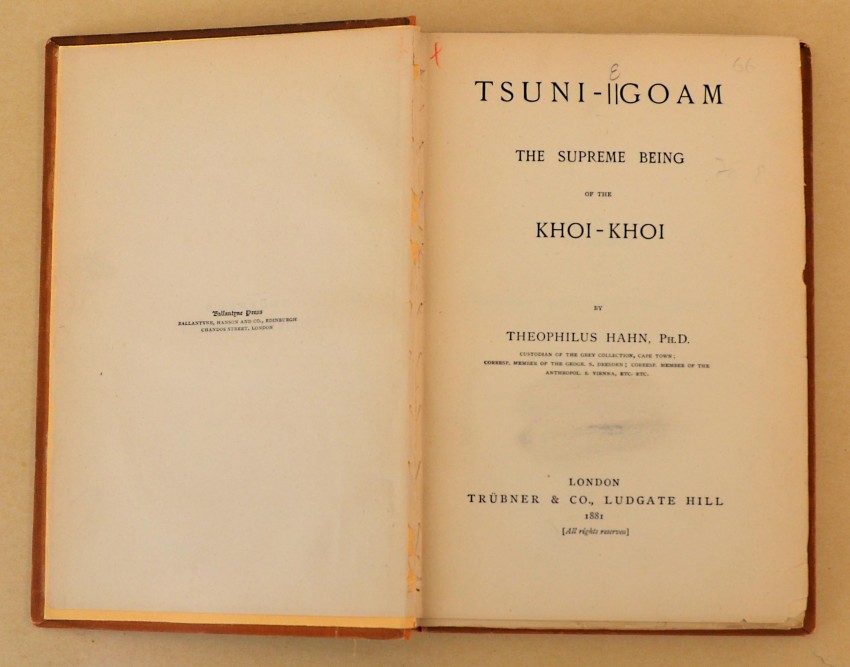 Ballantyne Press
BALLANTYNE, HANSON AND CO., EDINBURGH
CHANDOS STREET, LONDON
TSUNI-ǁGOAM
THE SUPREME BEING
OF THE
KHOI-KHOI
BY
THEOPHILUS HAHN, PH.D.
CUSTODIAN OF THE GREY COLLECTION, CAPE TOWN;
CORRESP. MEMBER OF THE GEOGR. S. DRESDEN; CORRESP. MEMBER OF THE
ANTHROPOL. S. VIENNA, ETC. ETC.
LONDON
TRÜBNER & CO., LUDGATE HILL
1881
[All rights reserved]